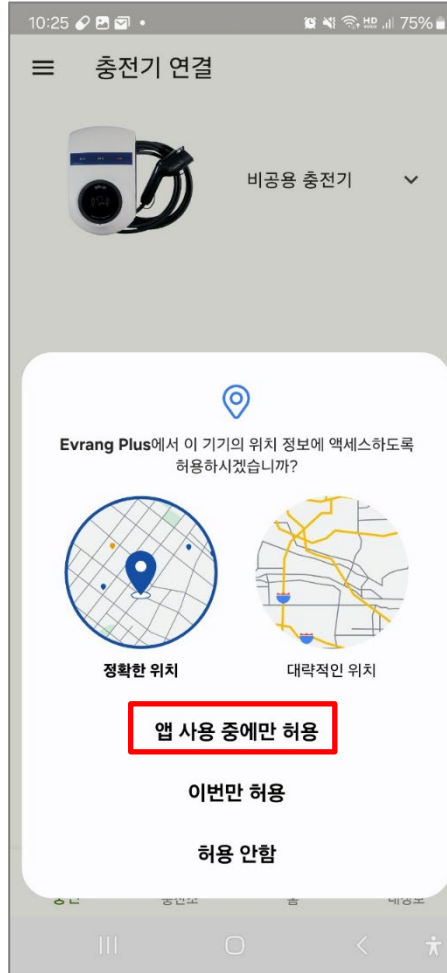 10:25
75%
충전기 연결
비공용 충전기
Evrang Plus에서 이 기기의 위치 정보에 액세스하도록
허용하시겠습니까?
정확한 위치
대략적인 위치
앱 사용 중에만 허용
이번만 허용
허용 안함